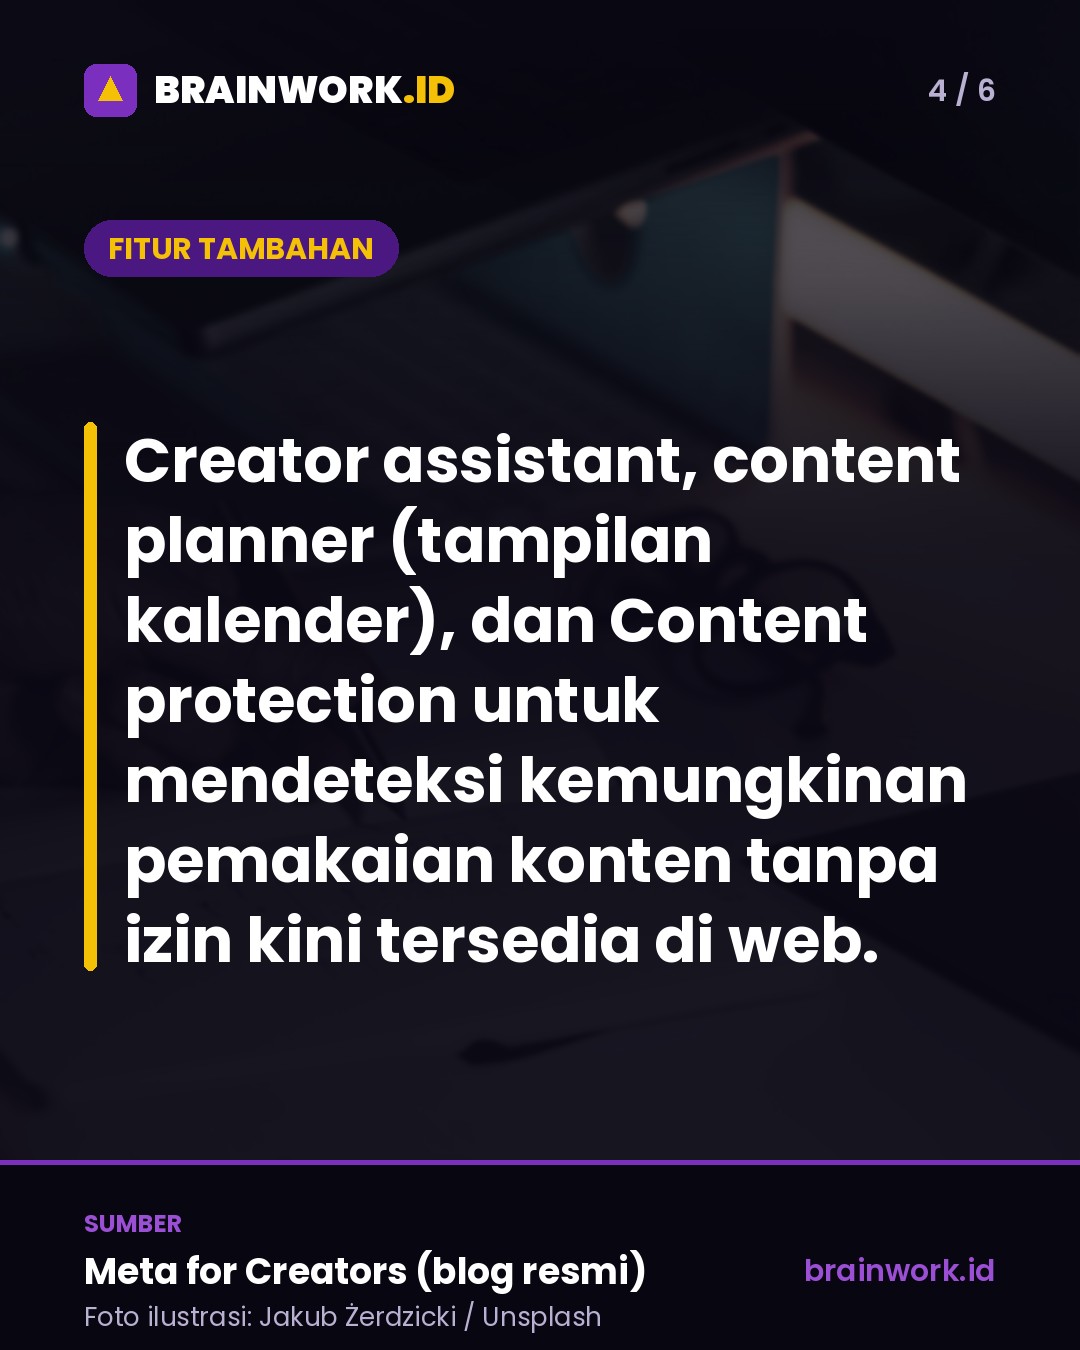 BRAINWORK.ID
4 / 6
FITUR TAMBAHAN
Creator assistant, content
planner (tampilan
kalender), dan Content
protection untuk
mendeteksi kemungkinan
pemakaian konten tanpa
izin kini tersedia di web.
SUMBER
Meta for Creators (blog resmi)
brainwork.id
Foto ilustrasi: Jakub Żerdzicki / Unsplash